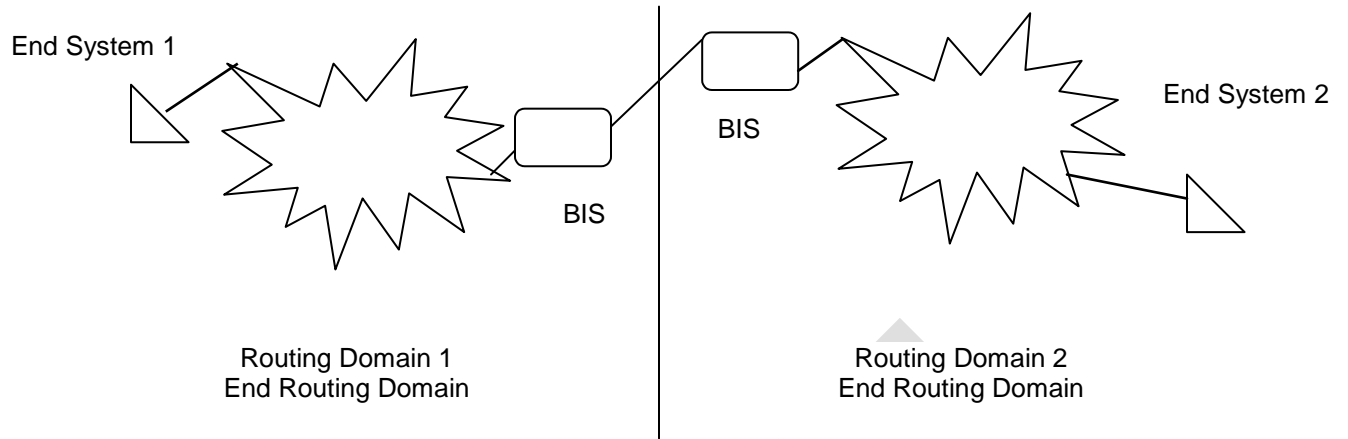 End System 1
End System 2
BIS
BIS
Routing Domain 1
End Routing Domain
Routing Domain 2
End Routing Domain